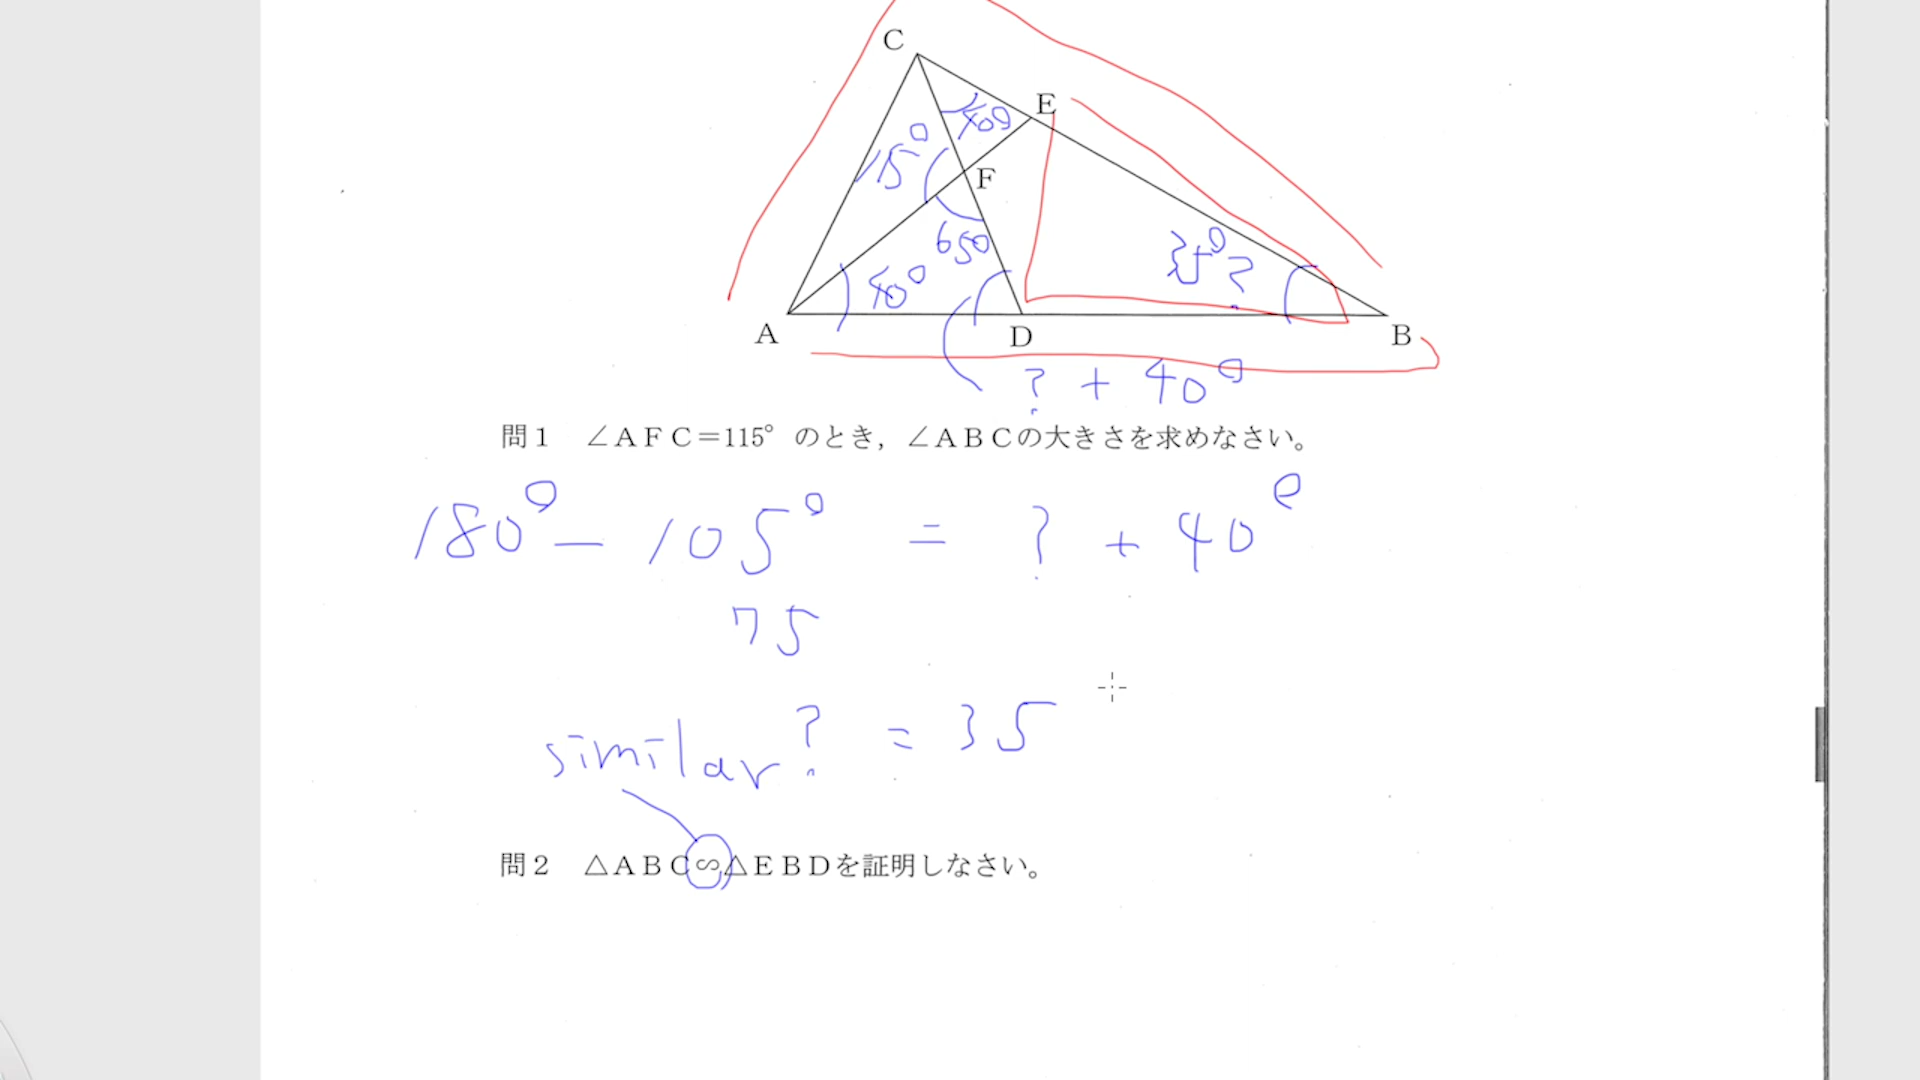 C
E
40°
115°
F
65°
40°
35°
?
A
D
B
? + 40°
問1 ∠AFC=115°のとき,∠ABCの大きさを求めなさい。
180° - 105° = ? + 40°
75
similar ? = 35
問2 △ABC∽△EBDを証明しなさい。